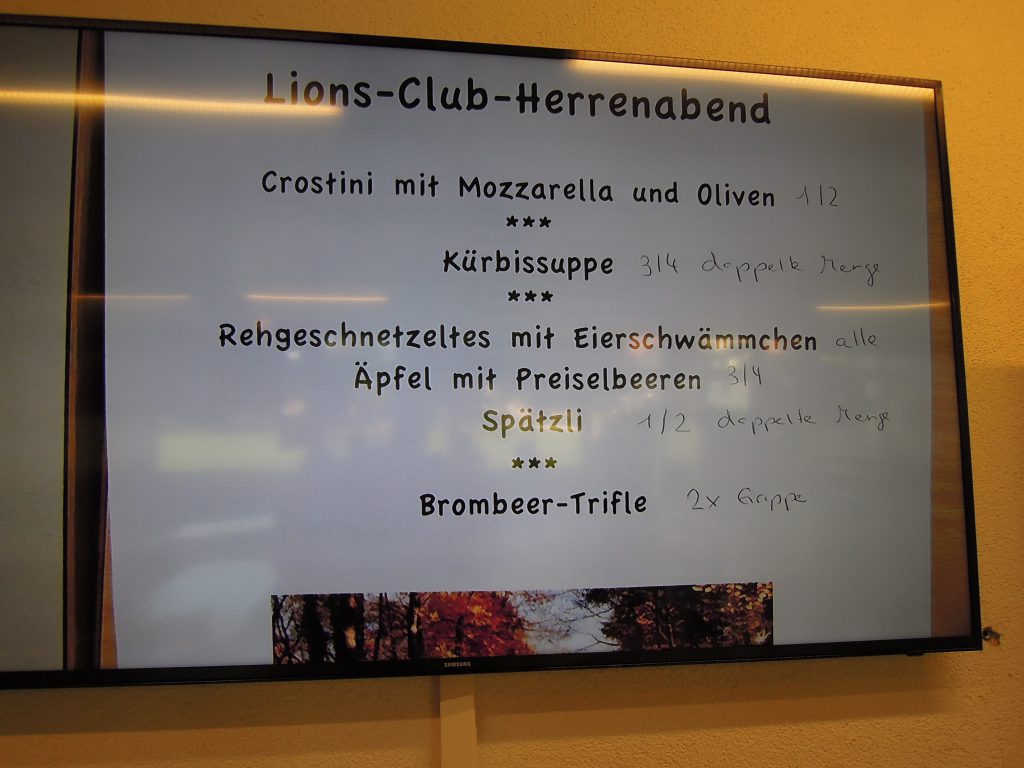 Lions-Club-Herrenabend
Crostini mit Mozzarella und Oliven 1/2
***
Kürbissuppe 3/4 doppelte Menge
***
Rehgeschnetzeltes mit Eierschwämmchen alle
Äpfel mit Preiselbeeren 3/4
Spätzli 1/2 doppelte Menge
***
Brombeer-Trifle 2x Gruppe
SAMSUNG